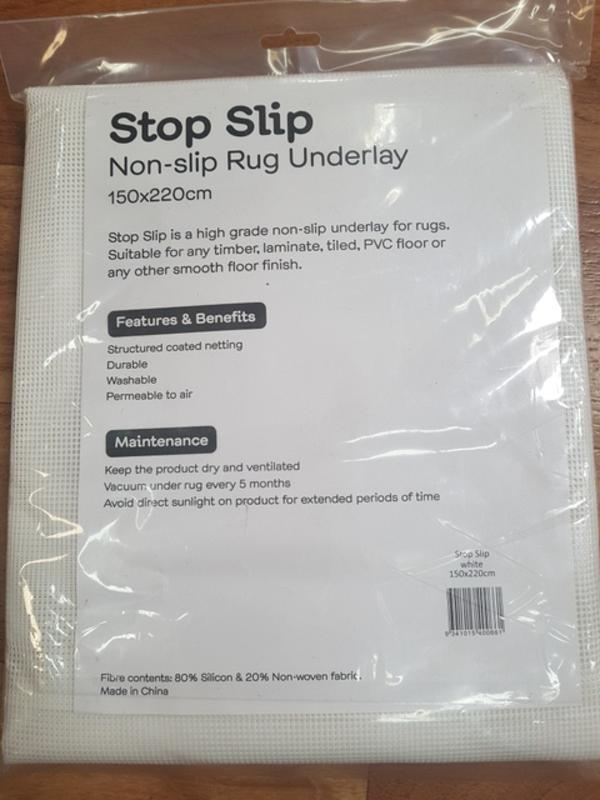 Stop Slip
Non-slip Rug Underlay
150x220cm
Stop Slip is a high grade non-slip underlay for rugs.
Suitable for any timber, laminate, tiled, PVC floor or
any other smooth floor finish.
Features & Benefits
Structured coated netting
Durable
Washable
Permeable to air
Maintenance
Keep the product dry and ventilated
Vacuum under rug every 5 months
Avoid direct sunlight on product for extended periods of time
Stop Slip
white
150x220cm
9 341015 400661
Fibre contents: 80% Silicon & 20% Non-woven fabric.
Made in China